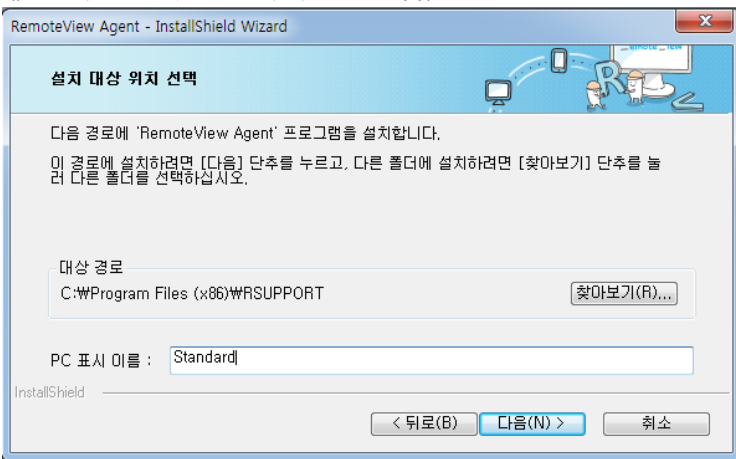 RemoteView Agent - InstallShield Wizard
설치 대상 위치 선택
다음 경로에 'RemoteView Agent' 프로그램을 설치합니다.
이 경로에 설치하려면 [다음] 단추를 누르고, 다른 폴더에 설치하려면 [찾아보기] 단추를 눌
러 다른 폴더를 선택하십시오.
대상 경로
C:₩Program Files (x86)₩RSUPPORT
찾아보기(R)...
PC 표시 이름 : Standard
InstallShield
< 뒤로(B) 다음(N) > 취소